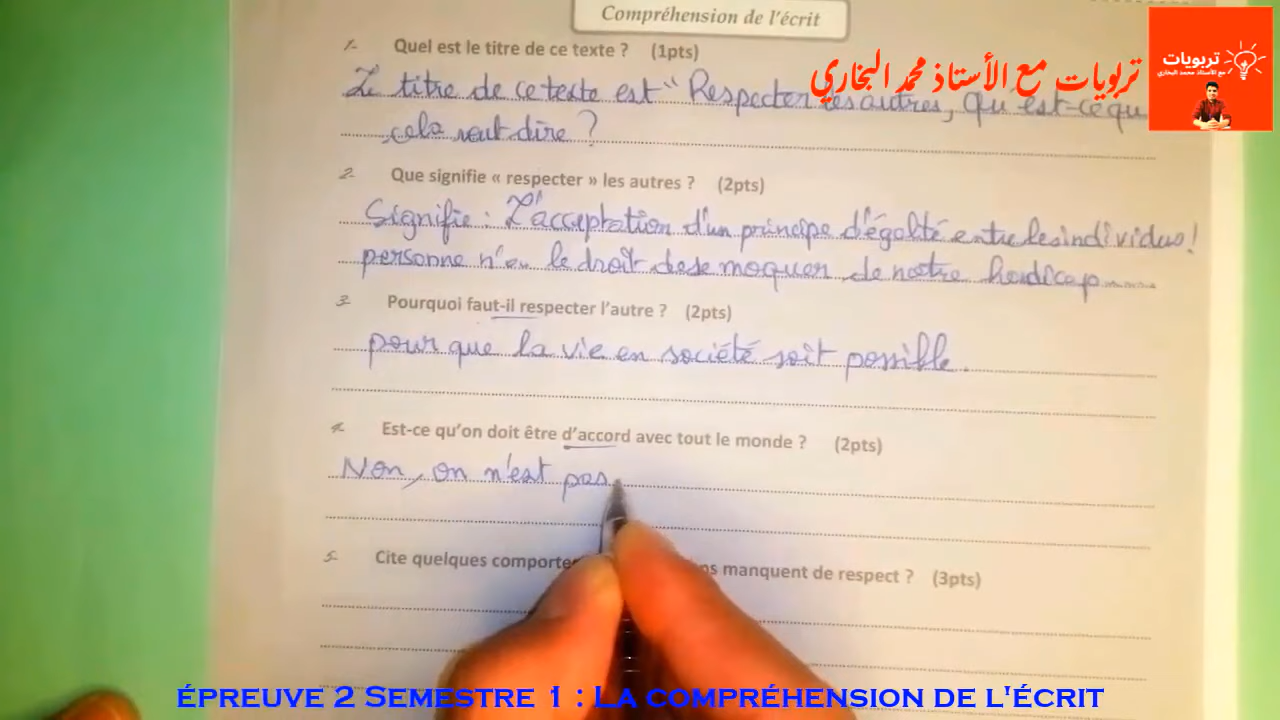 Compréhension de l'écrit
1- Quel est le titre de ce texte ? (1pts)
Le titre de ce texte est " Respecter les autres, qu'est-ce qu
cela veut dire ?
2- Que signifie « respecter » les autres ? (2pts)
Signifie : L'acceptation d'un principe d'égalité entre les individus !
personne n'a le droit de se moquer de notre handicap
3- Pourquoi faut-il respecter l'autre ? (2pts)
pour que la vie en société soit possible.
4- Est-ce qu'on doit être d'accord avec tout le monde ? (2pts)
Non, on n'est pas
5- Cite quelques manquent de respect ? (3pts)
تربويات مع الأستاذ محمد البخاري
تربويات
مع الأستاذ محمد البخاري
épreuve 2 Semestre 1 : La compréhension de l'écrit